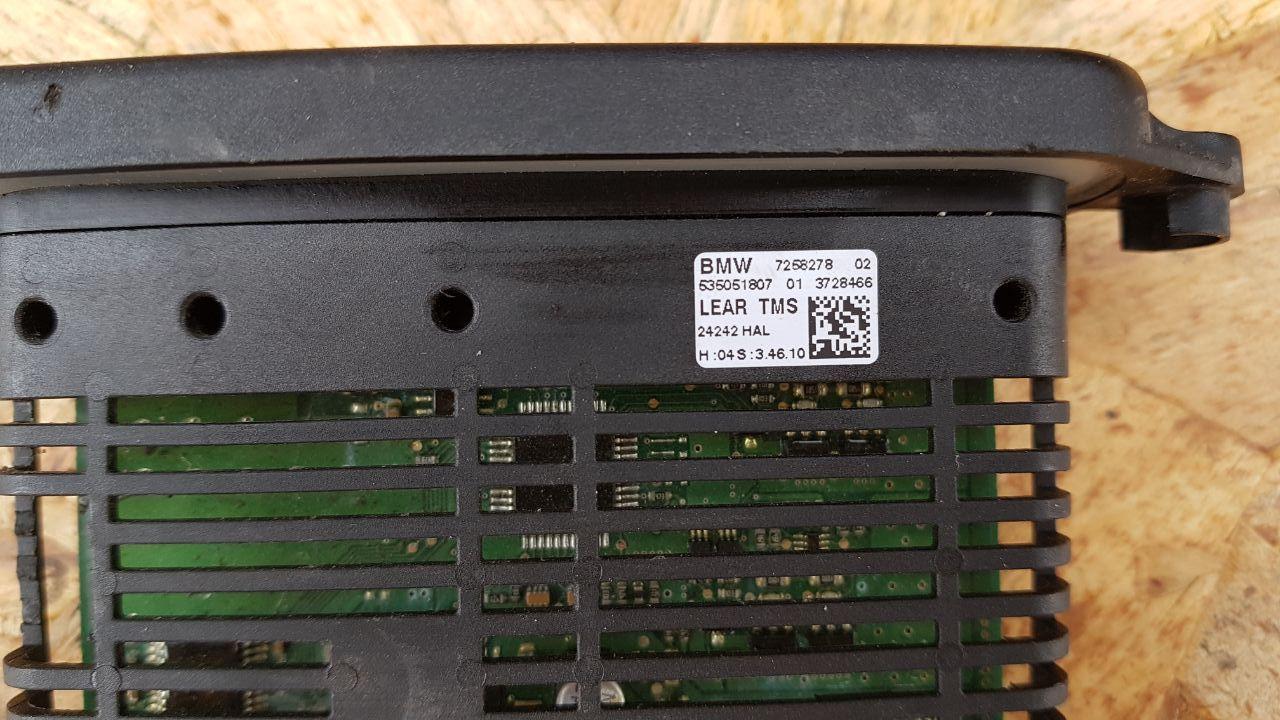 BMW 7258278 02
535051807 01 3728466
LEAR TMS
24242 HAL
H :04 S :3.46.10